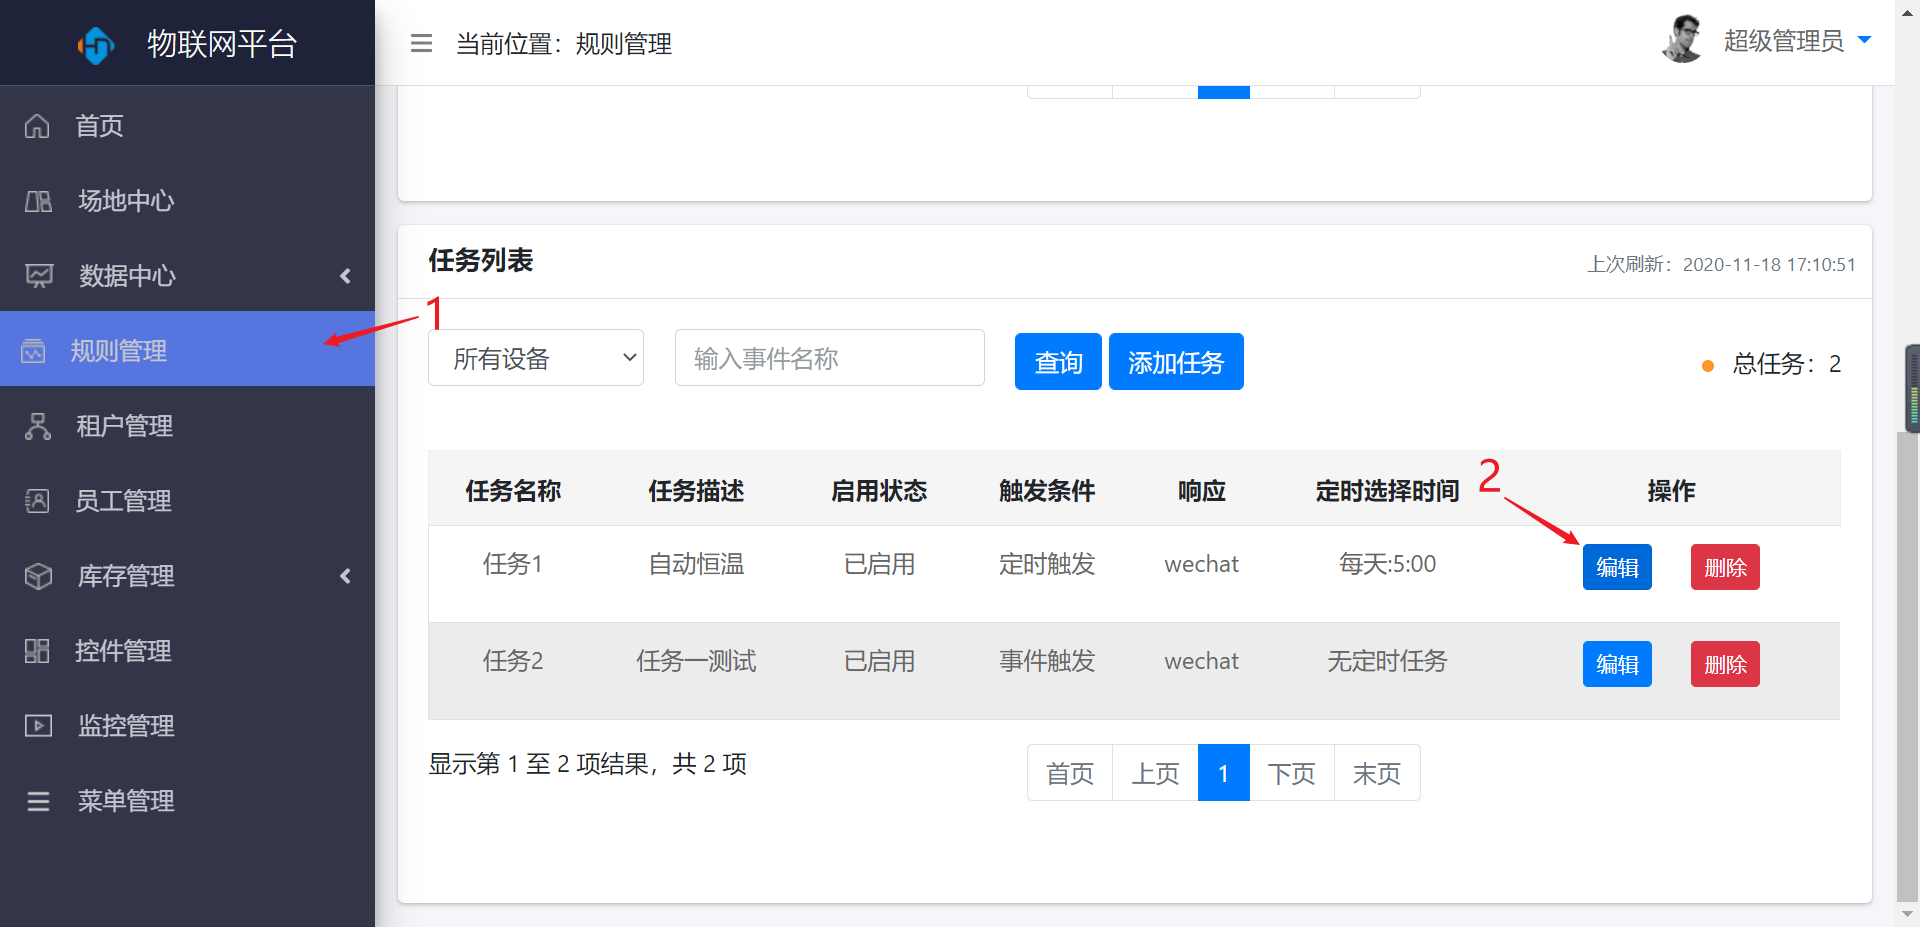 物联网平台
当前位置：规则管理
超级管理员
首页
场地中心
数据中心
规则管理
租户管理
员工管理
库存管理
控件管理
监控管理
菜单管理
任务列表
上次刷新：2020-11-18 17:10:51
1
所有设备
输入事件名称
查询
添加任务
总任务：2
2
任务名称 任务描述 启用状态 触发条件 响应 定时选择时间 操作
任务1 自动恒温 已启用 定时触发 wechat 每天:5:00 编辑 删除
任务2 任务一测试 已启用 事件触发 wechat 无定时任务 编辑 删除
显示第 1 至 2 项结果，共 2 项
首页 上页 1 下页 末页